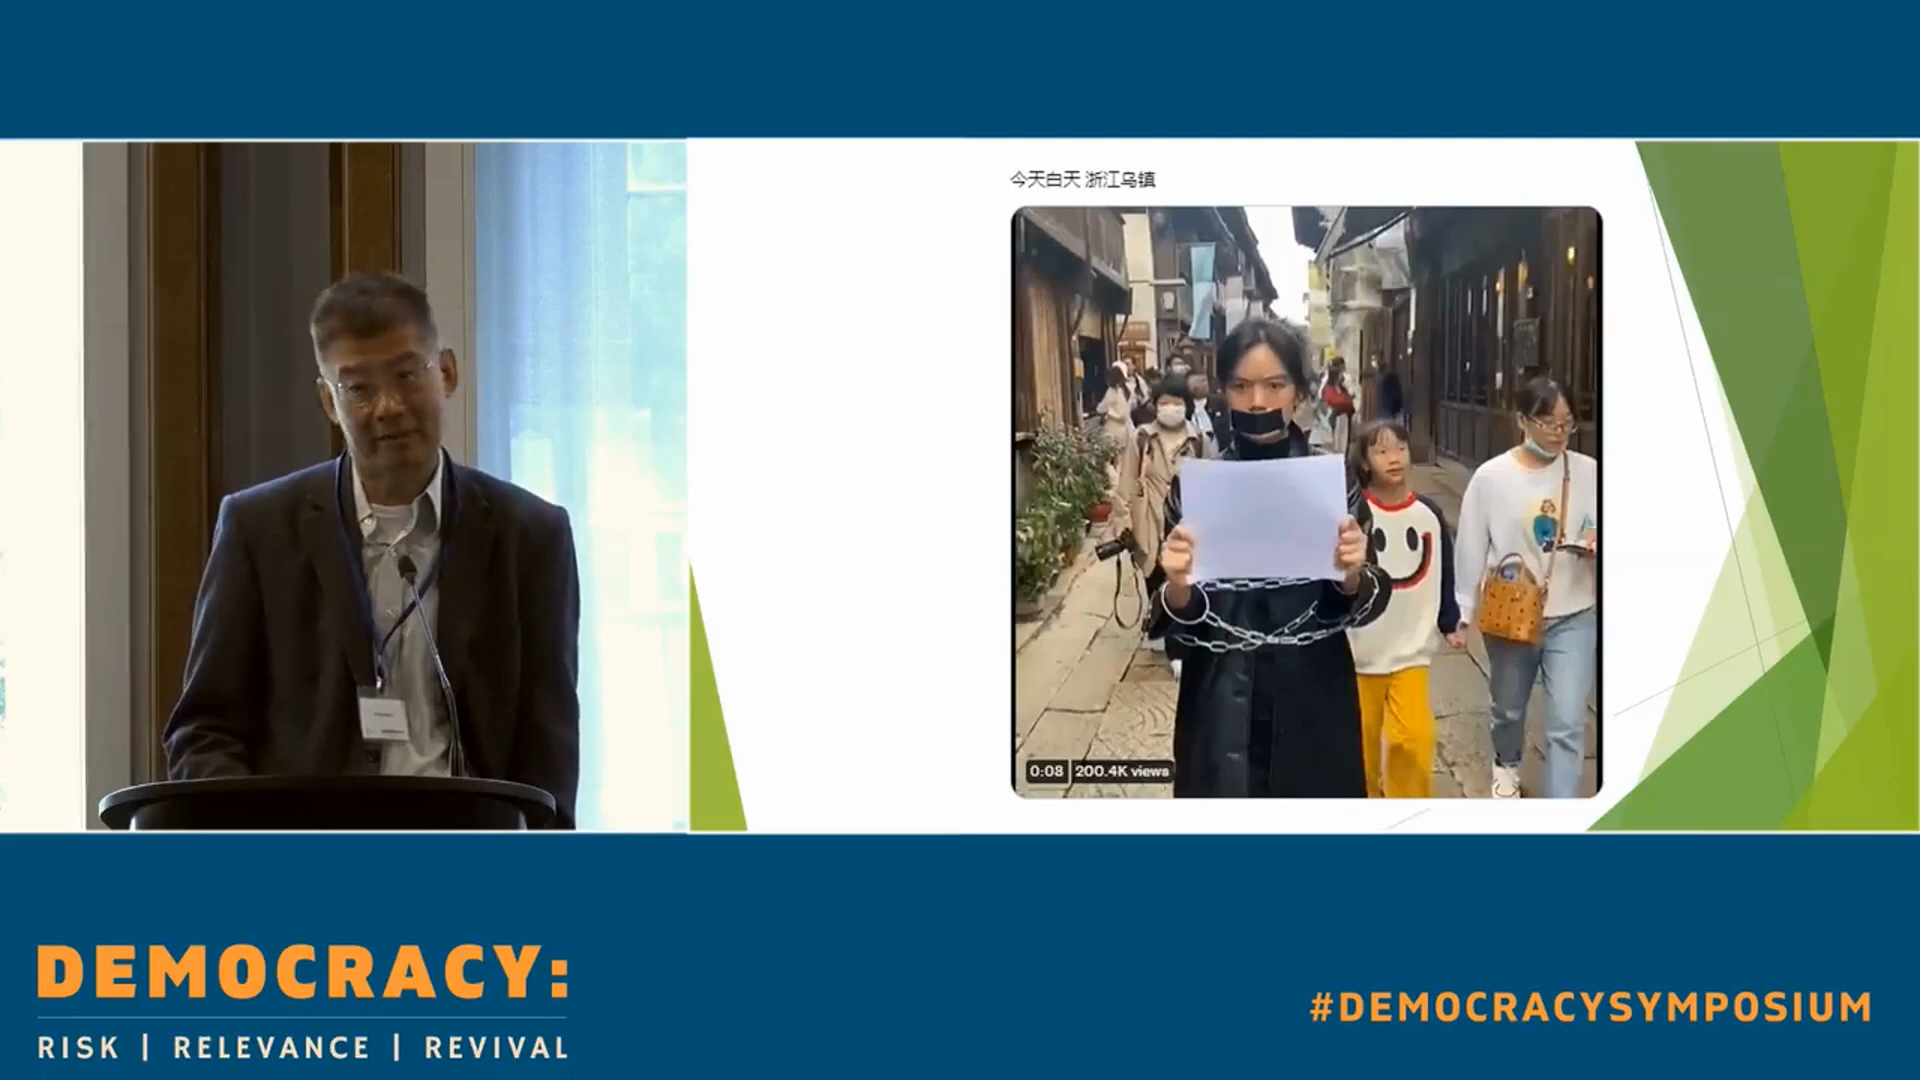 今天白天 浙江乌镇
0:08 200.4K views
DEMOCRACY:
RISK | RELEVANCE | REVIVAL
#DEMOCRACYSYMPOSIUM